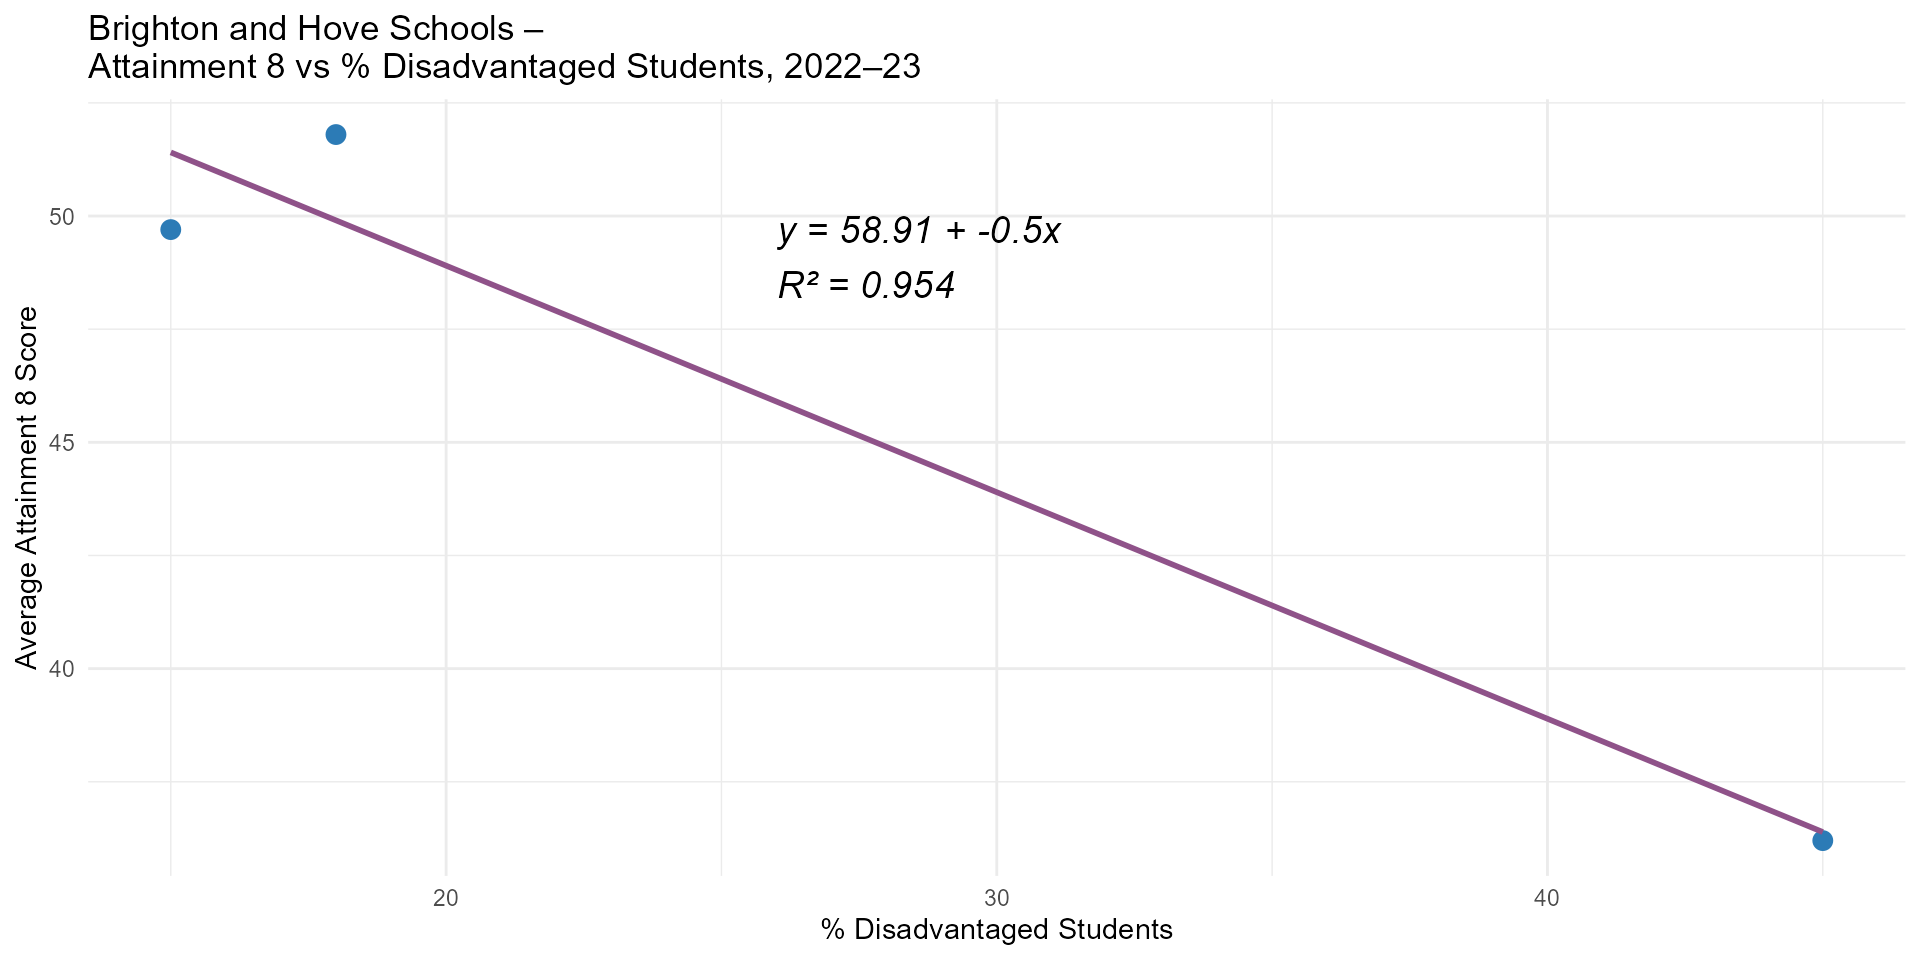 Brighton and Hove Schools –
Attainment 8 vs % Disadvantaged Students, 2022–23
y = 58.91 + -0.5x
R² = 0.954
Average Attainment 8 Score
50
45
40
20
30
40
% Disadvantaged Students